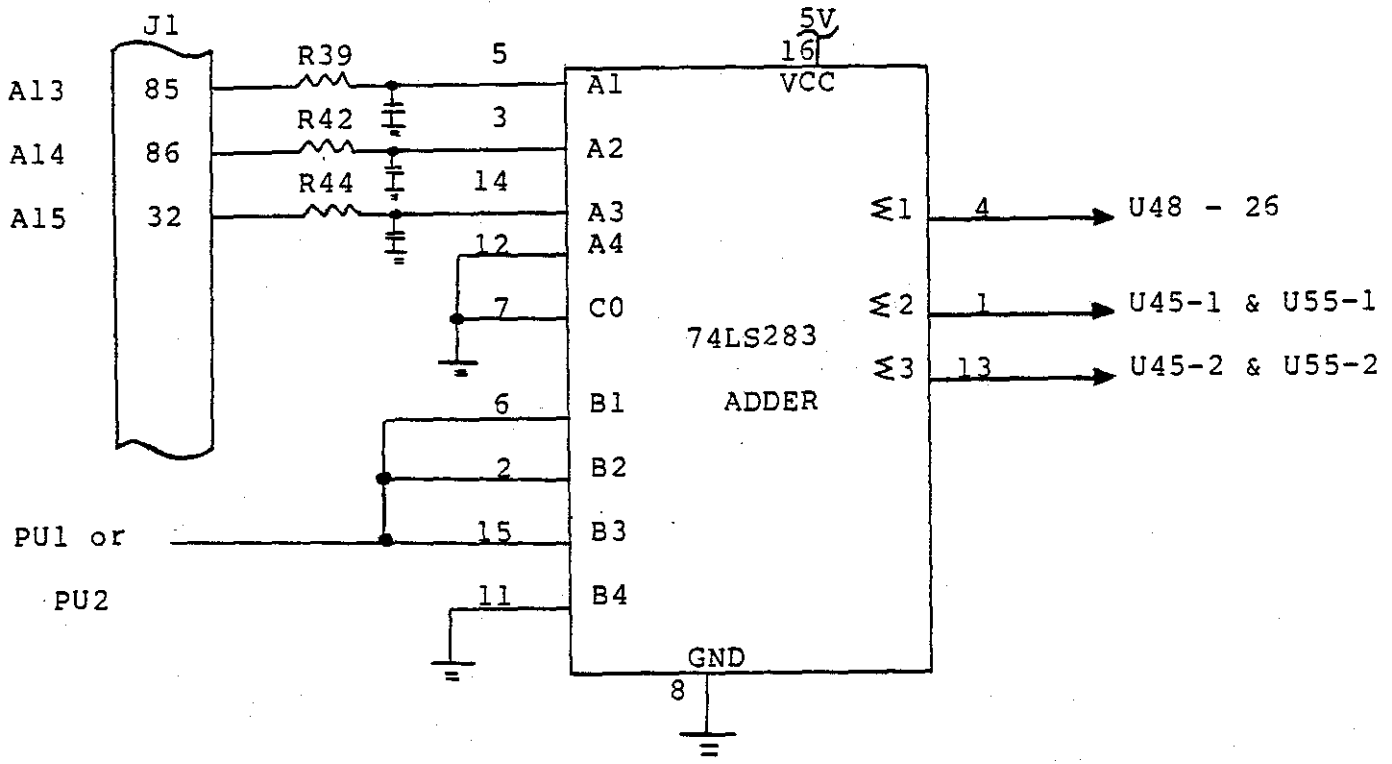 J1
5V
16
VCC
A13 85 R39 5 A1
A14 86 R42 3 A2
A15 32 R44 14 A3
12 A4
7 C0
Σ1 4 U48 - 26
Σ2 1 U45-1 & U55-1
Σ3 13 U45-2 & U55-2
74LS283
ADDER
6 B1
2 B2
PU1 or 15 B3
PU2
11 B4
GND
8